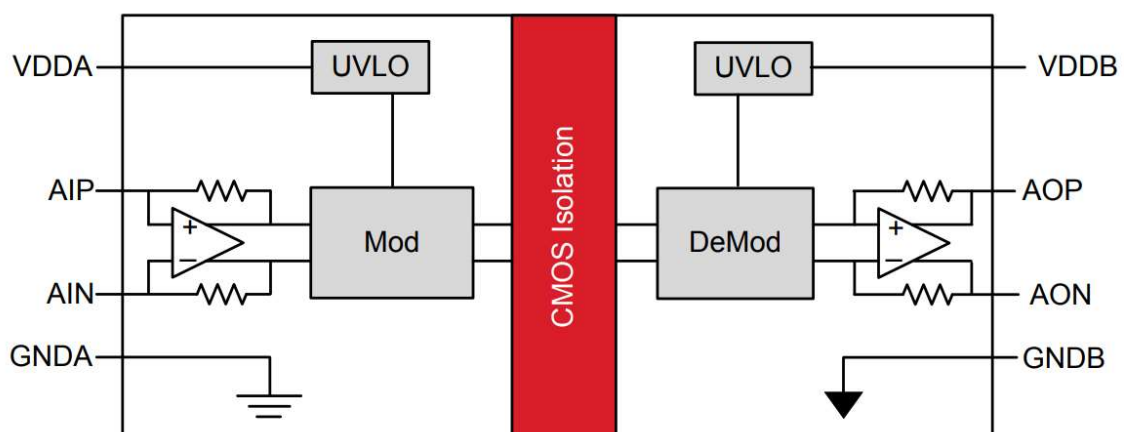 VDDA
UVLO
UVLO
VDDB
AIP
AOP
+
+
Mod
DeMod
CMOS Isolation
−
−
AIN
AON
GNDA
GNDB